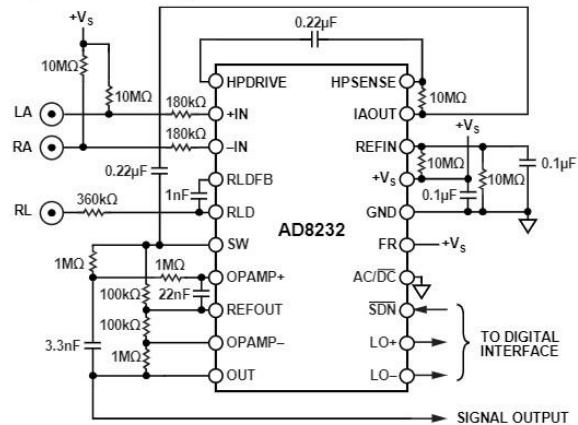 0.22µF
+VS
10MΩ
HPDRIVE
HPSENSE
10MΩ
10MΩ
LA
180kΩ
+IN
IAOUT
+VS
180kΩ
RA
–IN
REFIN
0.22µF
10MΩ
0.1µF
RLDFB
+VS
10MΩ
1nF
0.1µF
RL
360kΩ
RLD
GND
AD8232
SW
FR
+VS
1MΩ
1MΩ
OPAMP+
AC/DC
100kΩ
22nF
REFOUT
SDN
100kΩ
TO DIGITAL
INTERFACE
3.3nF
OPAMP–
LO+
1MΩ
OUT
LO–
SIGNAL OUTPUT